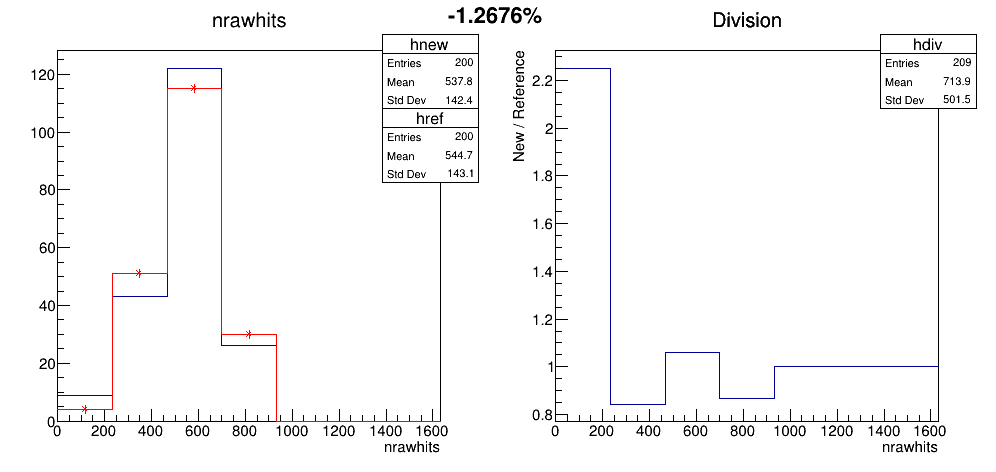 -1.2676%
nrawhits
hnew
Entries 200
Mean 537.8
Std Dev 142.4
href
Entries 200
Mean 544.7
Std Dev 143.1
120
100
80
60
40
20
0
0 200 400 600 800 1000 1200 1400 1600
nrawhits
Division
hdiv
Entries 209
Mean 713.9
Std Dev 501.5
New / Reference
2.2
2
1.8
1.6
1.4
1.2
1
0.8
0 200 400 600 800 1000 1200 1400 1600
nrawhits